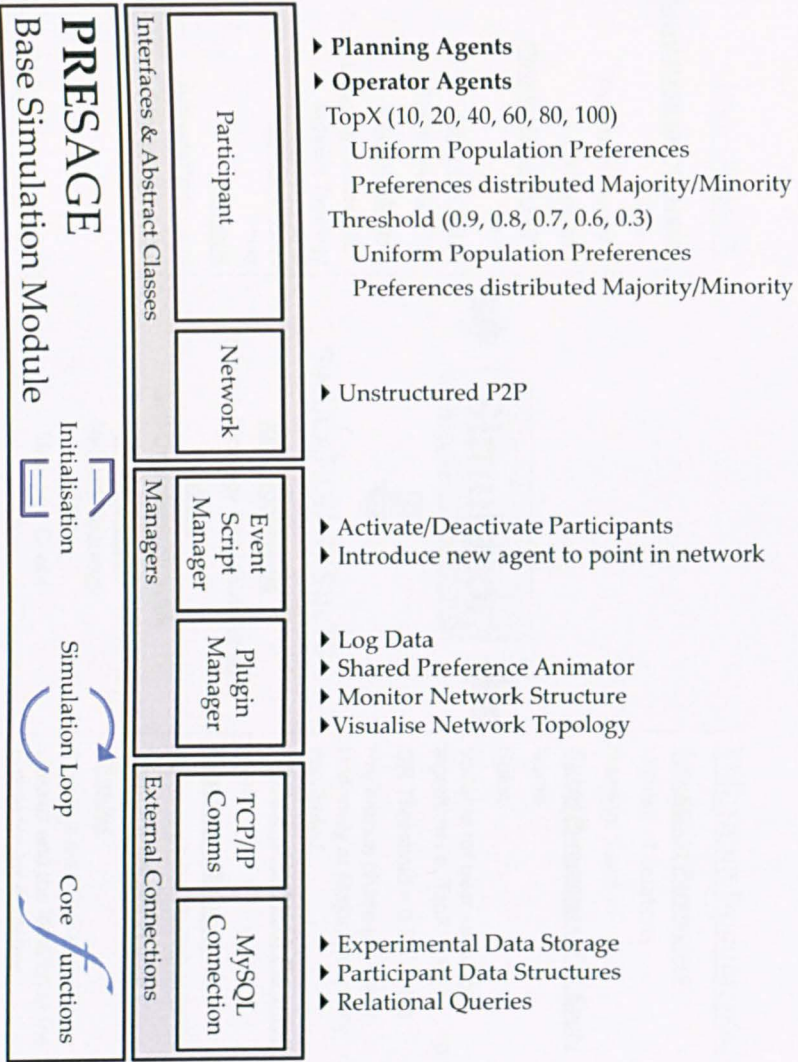 ▸ Planning Agents
▸ Operator Agents
TopX (10, 20, 40, 60, 80, 100)
Uniform Population Preferences
Preferences distributed Majority/Minority
Threshold (0.9, 0.8, 0.7, 0.6, 0.3)
Uniform Population Preferences
Preferences distributed Majority/Minority
▸ Unstructured P2P
▸ Activate/Deactivate Participants
▸ Introduce new agent to point in network
▸ Log Data
▸ Shared Preference Animator
▸ Monitor Network Structure
▸ Visualise Network Topology
▸ Experimental Data Storage
▸ Participant Data Structures
▸ Relational Queries
Participant
Network
Interfaces & Abstract Classes
Event
Script
Manager
Plugin
Manager
Managers
TCP/IP
Comms
MySQL
Connection
External Connections
PRESAGE
Base Simulation Module
Initialisation
Simulation Loop
Core functions